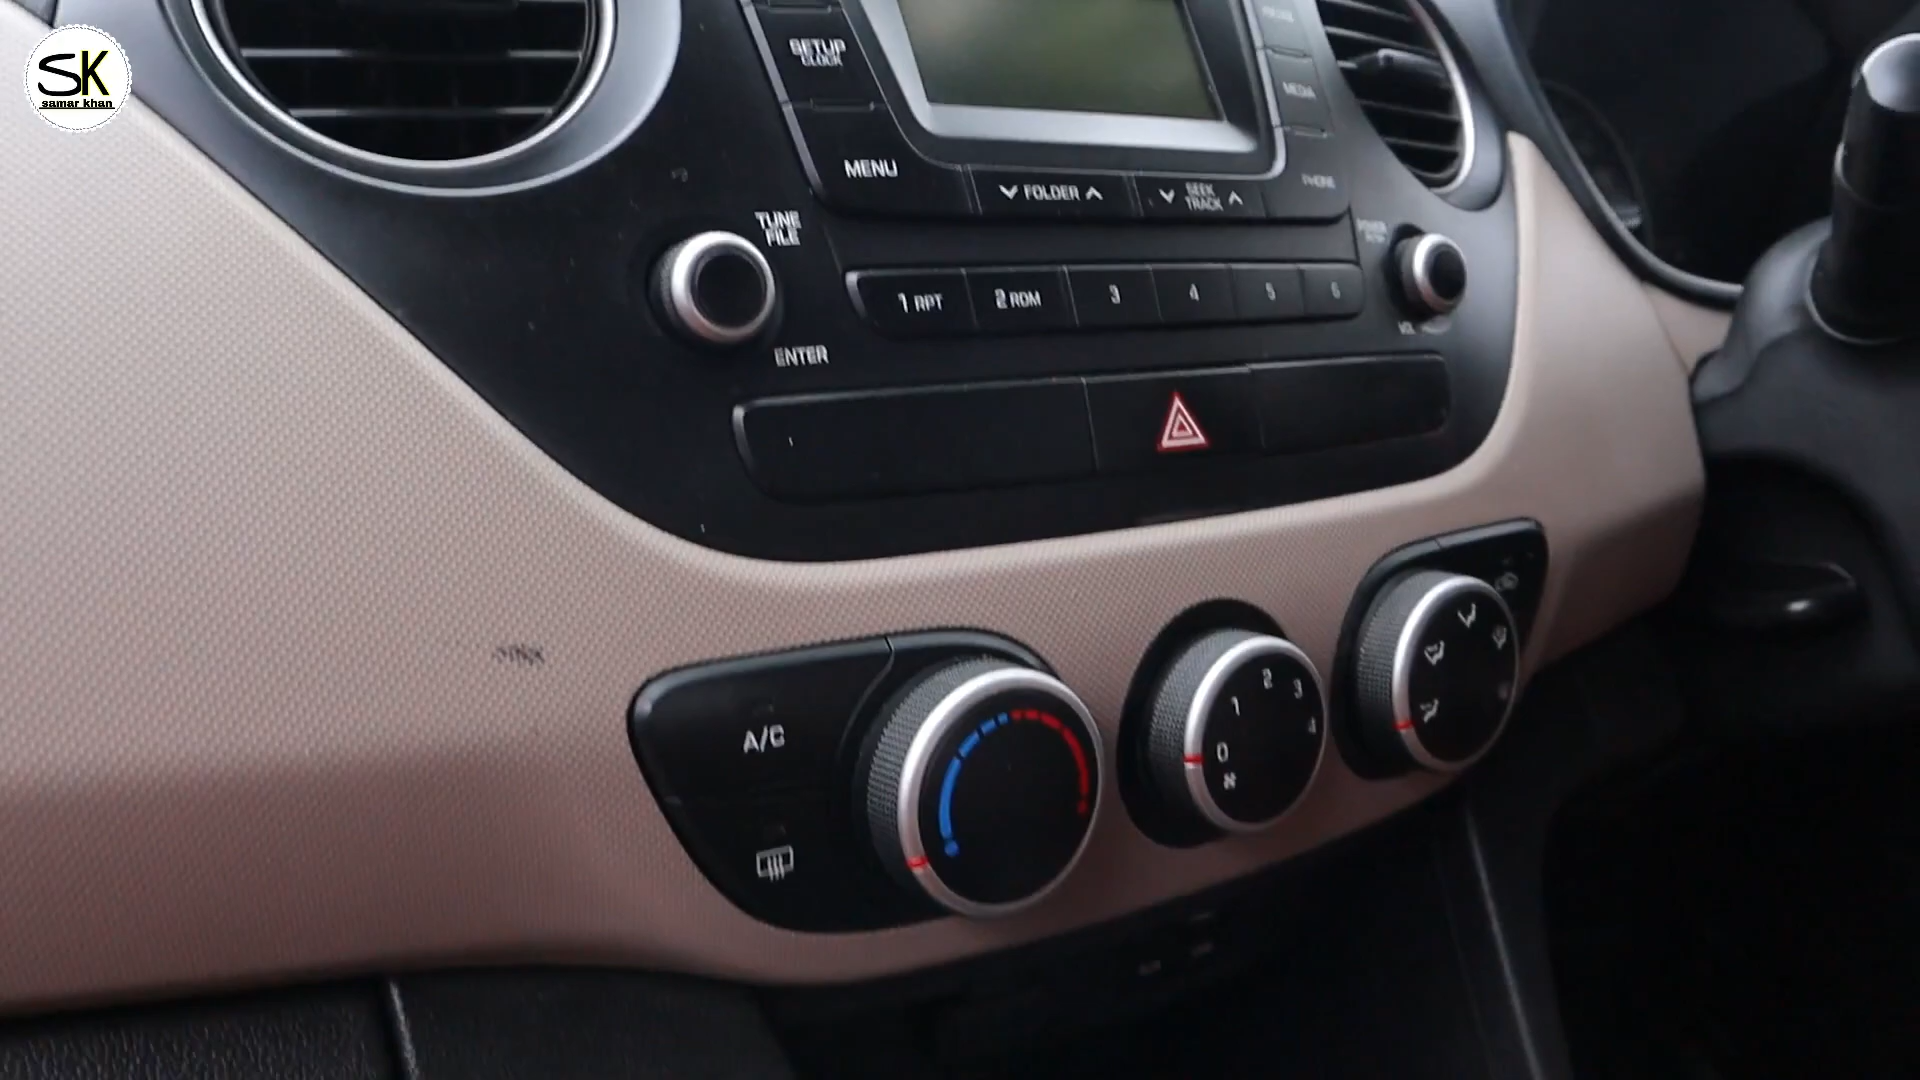 SK
samar khan
SETUP
CLOCK
MEDIA
MENU
FOLDER
SEEK
TRACK
PHONE
TUNE
FILE
POWER
1 RPT
2 RDM
3
4
5
6
VOL
ENTER
A/C
0
1
2
3
4